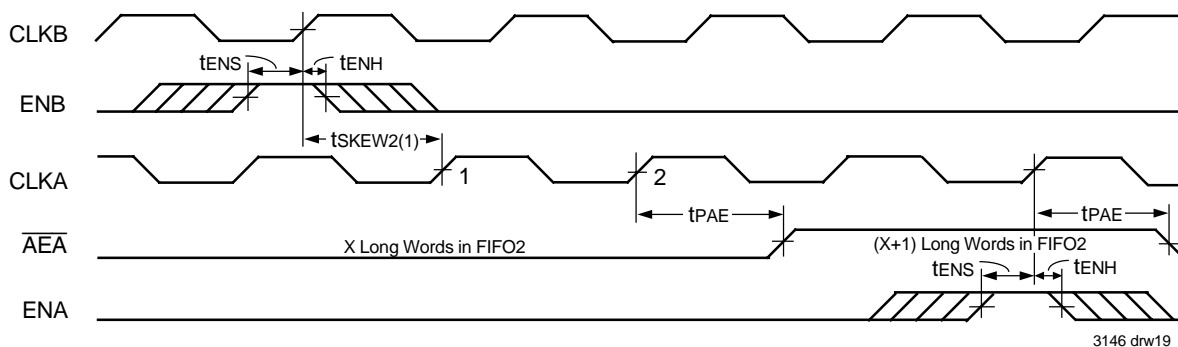 CLKB
tENS tENH
ENB
tSKEW2(1)
CLKA 1 2
tPAE tPAE
AEA X Long Words in FIFO2 (X+1) Long Words in FIFO2
tENS tENH
ENA
3146 drw19